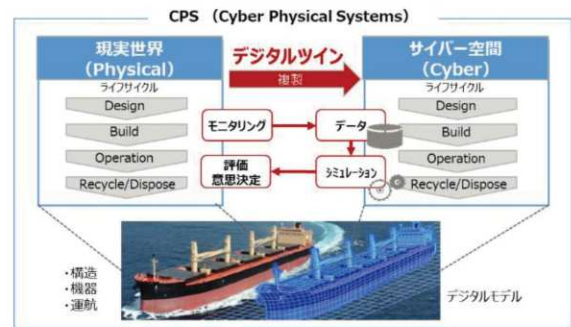 CPS （Cyber Physical Systems）
現実世界
（Physical）
ライフサイクル
Design
Build
Operation
Recycle/Dispose
デジタルツイン
複製
モニタリング
データ
評価
意思決定
シミュレーション
サイバー空間
（Cyber）
ライフサイクル
Design
Build
Operation
Recycle/Dispose
・構造
・機器
・運航
デジタルモデル